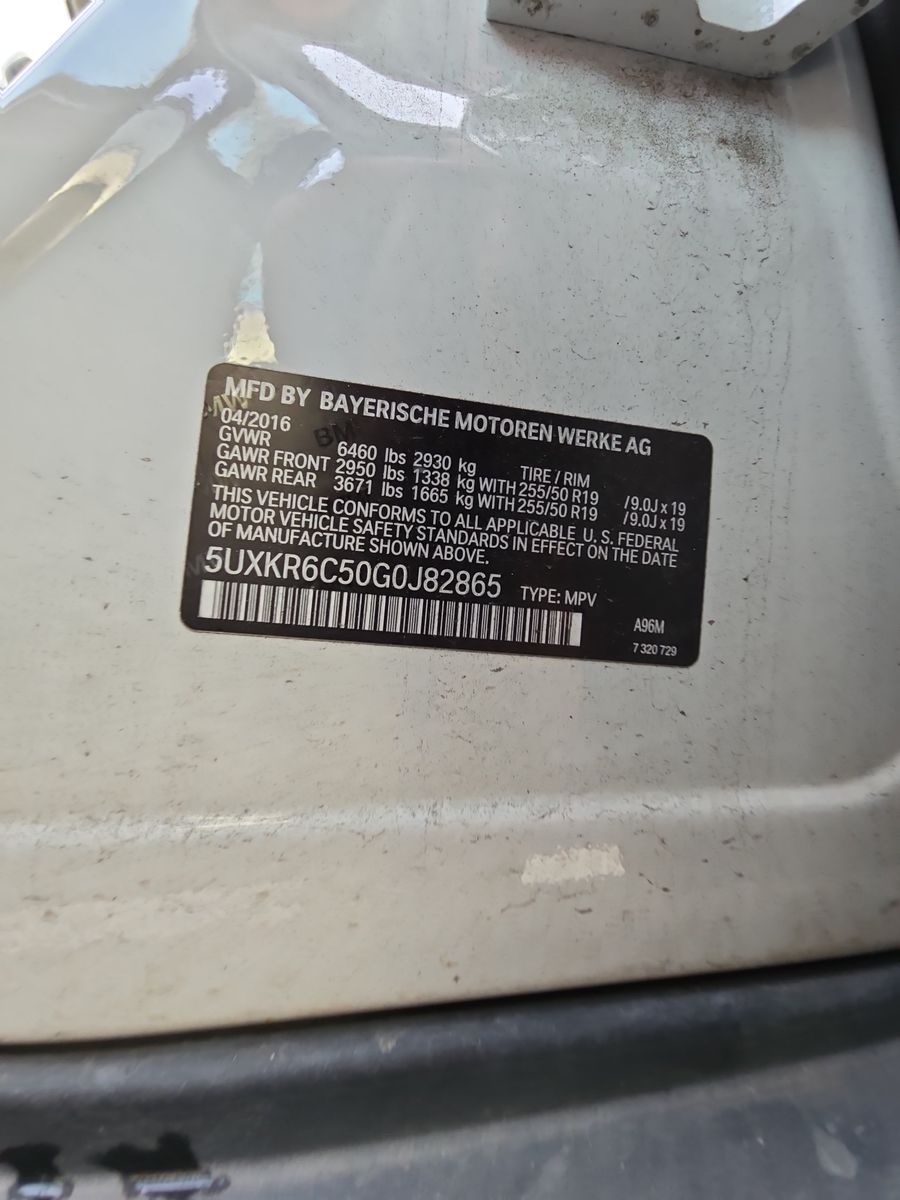 MFD BY BAYERISCHE MOTOREN WERKE AG
04/2016
GVWR 6460 lbs 2930 kg TIRE / RIM
GAWR FRONT 2950 lbs 1338 kg WITH 255/50 R19 /9.0J x 19
GAWR REAR 3671 lbs 1665 kg WITH 255/50 R19 /9.0J x 19
THIS VEHICLE CONFORMS TO ALL APPLICABLE U.S. FEDERAL
MOTOR VEHICLE SAFETY STANDARDS IN EFFECT ON THE DATE
OF MANUFACTURE SHOWN ABOVE.
5UXKR6C50G0J82865 TYPE: MPV
A96M
7 320 729